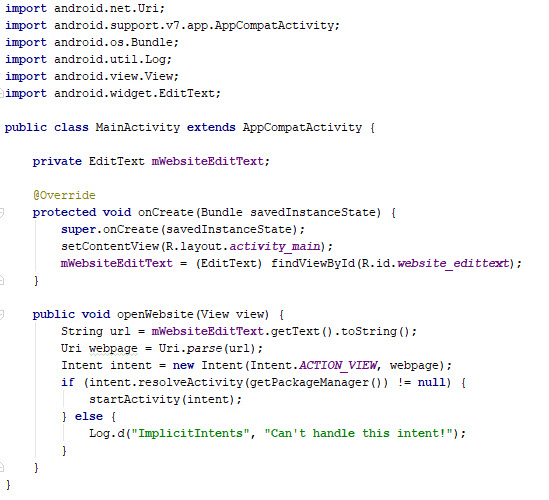 import android.net.Uri;
import android.support.v7.app.AppCompatActivity;
import android.os.Bundle;
import android.util.Log;
import android.view.View;
import android.widget.EditText;

public class MainActivity extends AppCompatActivity {

    private EditText mWebsiteEditText;

    @Override
    protected void onCreate(Bundle savedInstanceState) {
        super.onCreate(savedInstanceState);
        setContentView(R.layout.activity_main);
        mWebsiteEditText = (EditText) findViewById(R.id.website_edittext);
    }

    public void openWebsite(View view) {
        String url = mWebsiteEditText.getText().toString();
        Uri webpage = Uri.parse(url);
        Intent intent = new Intent(Intent.ACTION_VIEW, webpage);
        if (intent.resolveActivity(getPackageManager()) != null) {
            startActivity(intent);
        } else {
            Log.d("ImplicitIntents", "Can't handle this intent!");
        }
    }
}